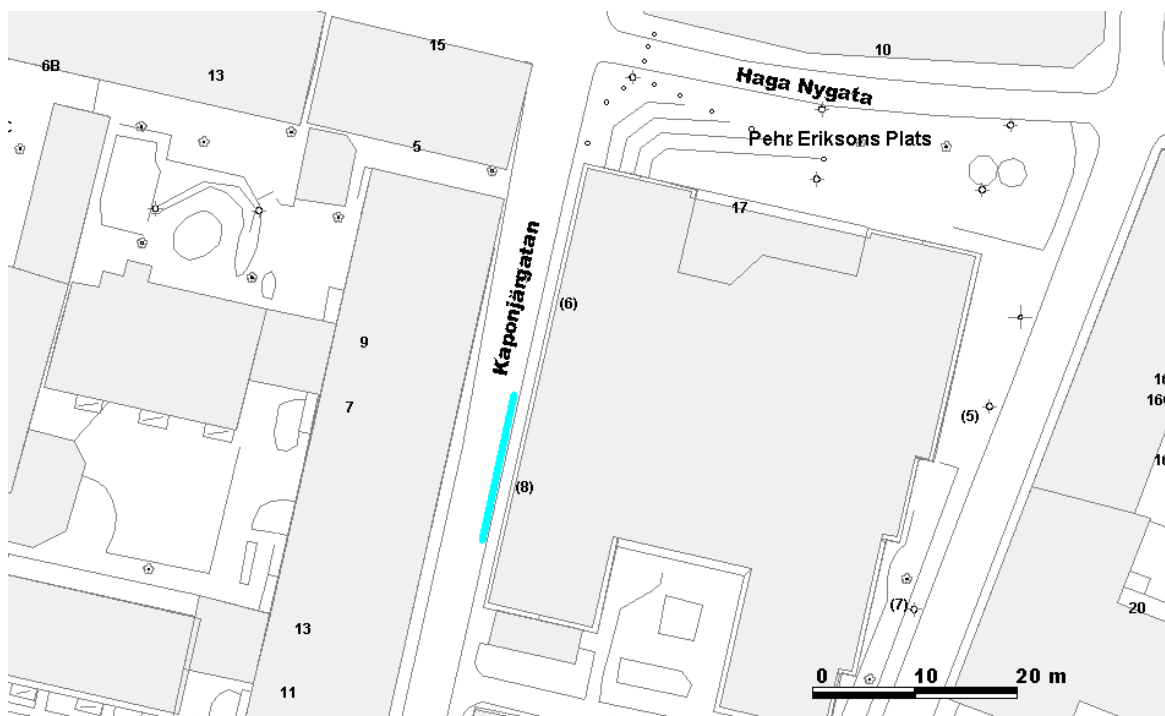 15
10
6B
13
Haga Nygata
Pehr Eriksons Plats
5
17
Kaponjärgatan
(6)
9
7
(5)
(8)
(7)
20
13
11
0 10 20 m